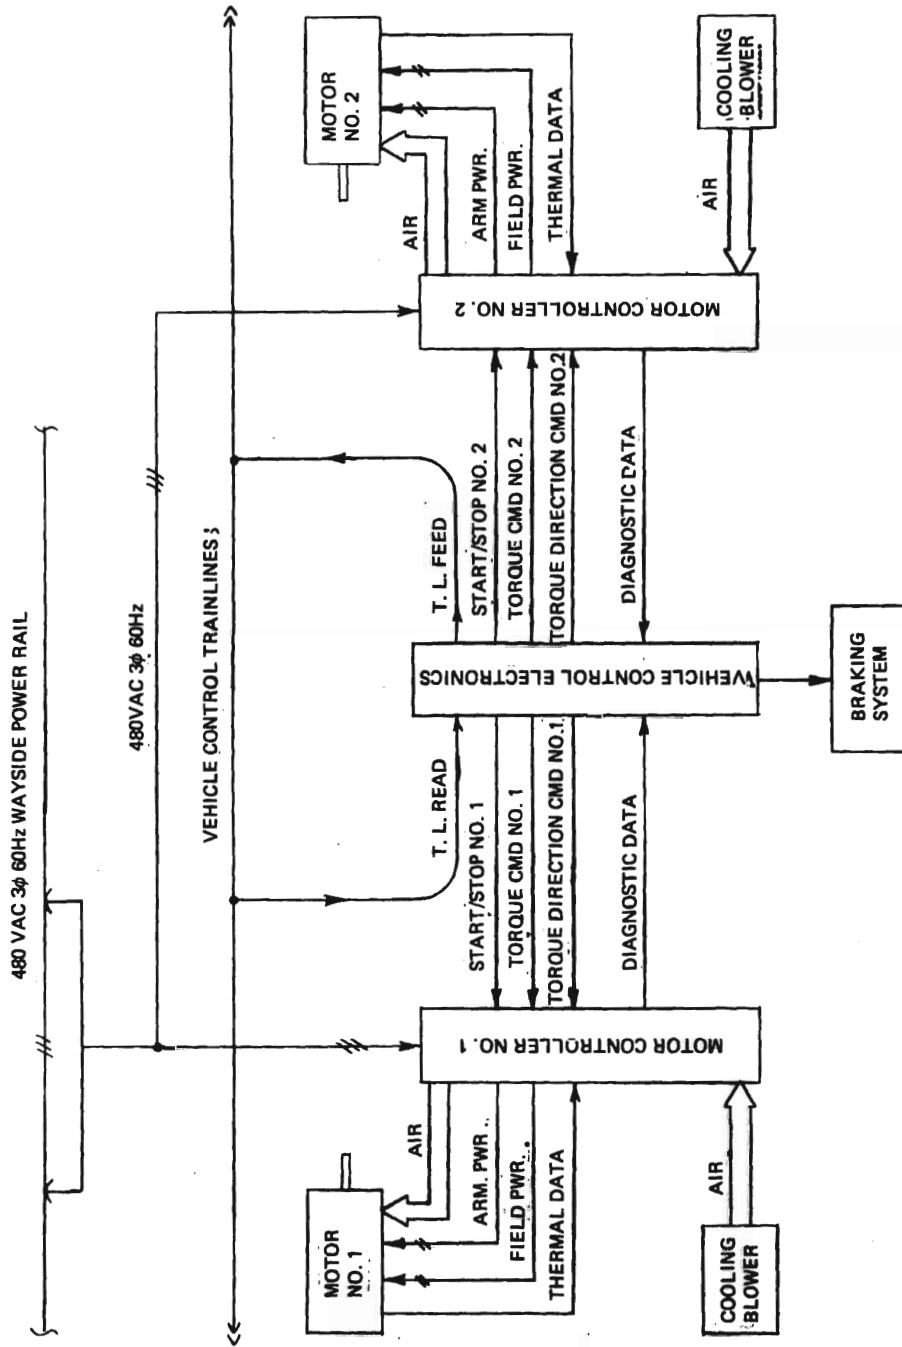 480 VAC 3ϕ 60Hz WAYSIDE POWER RAIL
480VAC 3ϕ 60Hz
VEHICLE CONTROL TRAINLINES
MOTOR
NO. 1
AIR
ARM. PWR.
FIELD PWR.
THERMAL DATA
COOLING
BLOWER
AIR
MOTOR CONTROLLER NO. 1
T. L. READ
START/STOP NO. 1
TORQUE CMD NO. 1
TORQUE DIRECTION CMD NO.1
DIAGNOSTIC DATA
VEHICLE CONTROL ELECTRONICS
BRAKING
SYSTEM
T. L. FEED
START/STOP NO. 2
TORQUE CMD NO. 2
TORQUE DIRECTION CMD NO.2
DIAGNOSTIC DATA
MOTOR CONTROLLER NO. 2
MOTOR
NO. 2
AIR
ARM PWR.
FIELD PWR.
THERMAL DATA
AIR
COOLING
BLOWER